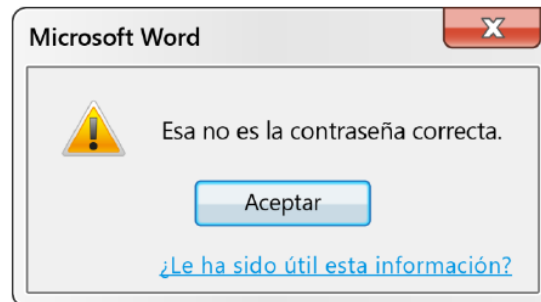 Microsoft Word
Esa no es la contraseña correcta.
Aceptar
¿Le ha sido útil esta información?